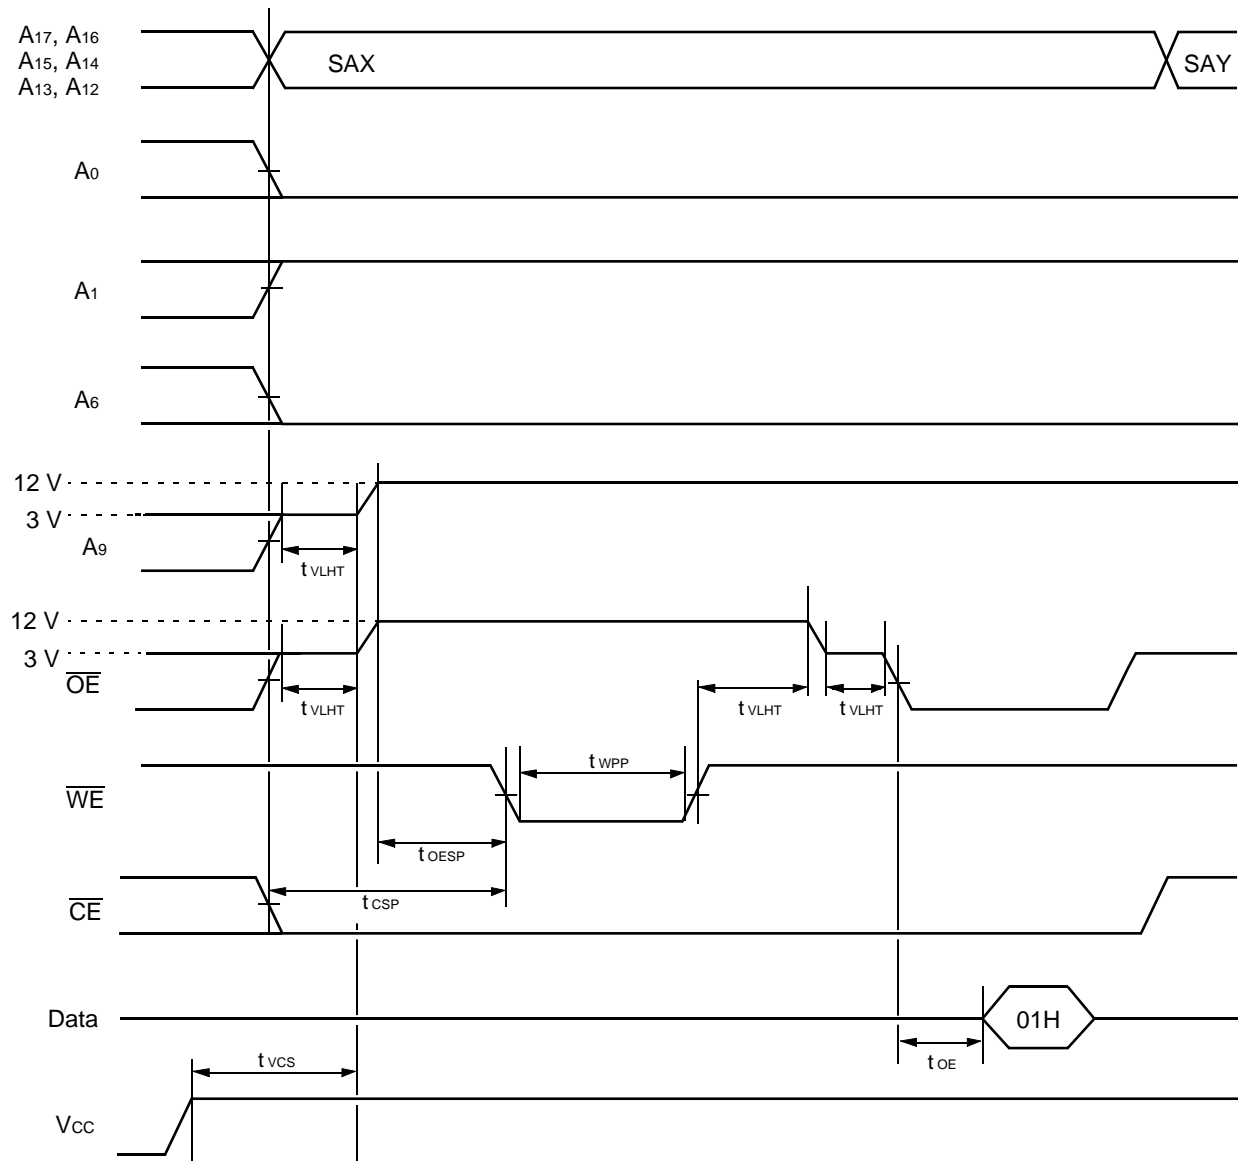 A17, A16
A15, A14
A13, A12
SAX
SAY
A0
A1
A6
12 V
3 V
A9
t VLHT
12 V
3 V
OE
t VLHT
t VLHT
t VLHT
WE
t WPP
t OESP
CE
t CSP
Data
01H
t OE
t VCS
VCC